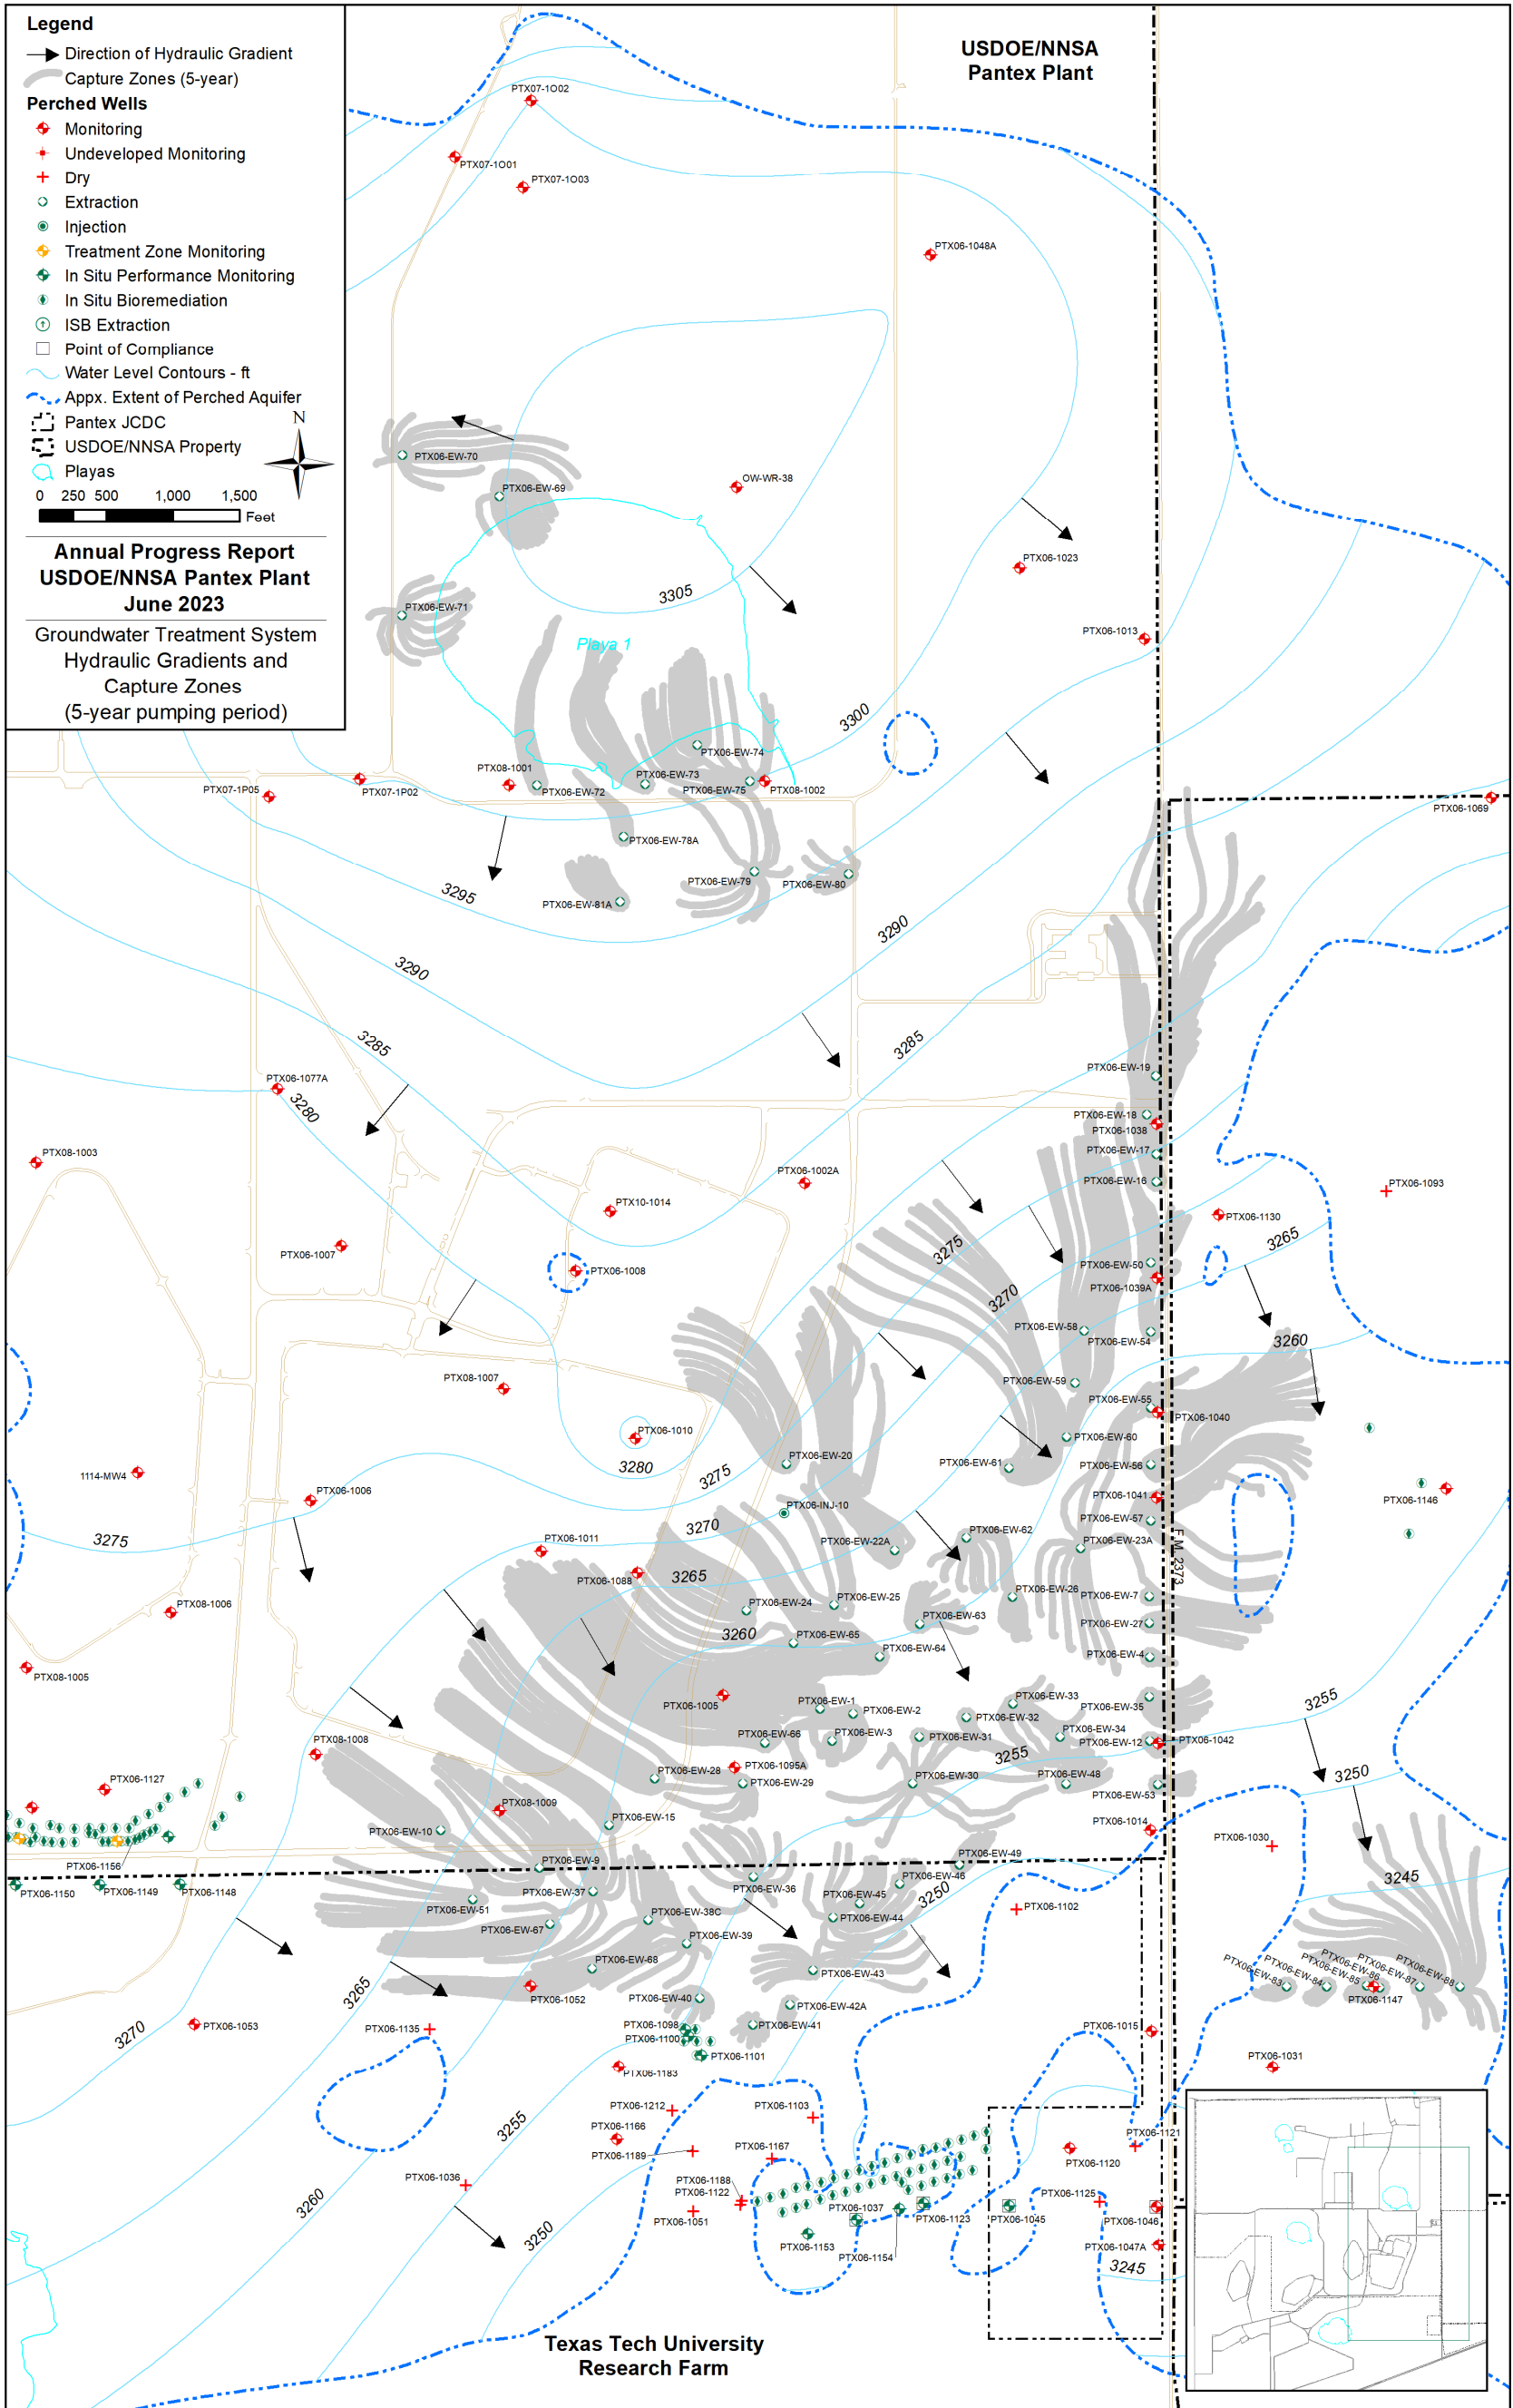 Legend
Direction of Hydraulic Gradient
Capture Zones (5-year)
Perched Wells
Monitoring
Undeveloped Monitoring
Dry
Extraction
Injection
Treatment Zone Monitoring
In Situ Performance Monitoring
In Situ Bioremediation
ISB Extraction
Point of Compliance
Water Level Contours - ft
Appx. Extent of Perched Aquifer
Pantex JCDC
USDOE/NNSA Property
Playas
N
0 250 500 1,000 1,500
Feet
Annual Progress Report
USDOE/NNSA Pantex Plant
June 2023
Groundwater Treatment System
Hydraulic Gradients and
Capture Zones
(5-year pumping period)
USDOE/NNSA
Pantex Plant
PTX07-1O02
PTX07-1O01
PTX07-1O03
PTX06-1048A
PTX06-EW-70
PTX06-EW-69
OW-WR-38
PTX06-1023
3305
PTX06-EW-71
PTX06-1013
Playa 1
3300
PTX06-EW-74
PTX08-1001
PTX06-EW-73
PTX07-1P05
PTX07-1P02
PTX06-EW-72
PTX06-EW-75
PTX08-1002
PTX06-1069
PTX06-EW-78A
PTX06-EW-79
PTX06-EW-80
3295
PTX06-EW-81A
3290
3290
3285
3285
PTX06-EW-19
PTX06-1077A
3280
PTX06-EW-18
PTX06-1038
PTX08-1003
PTX06-EW-17
PTX06-1002A
PTX06-EW-16
PTX06-1093
PTX10-1014
PTX06-1130
3265
PTX06-1007
3275
PTX06-1008
PTX06-EW-50
PTX06-1039A
3270
PTX06-EW-58
PTX06-EW-54
3260
PTX08-1007
PTX06-EW-59
PTX06-EW-55
PTX06-1040
PTX06-1010
PTX06-EW-60
3280
PTX06-EW-20
PTX06-EW-61
PTX06-EW-56
1114-MW4
3275
PTX06-1006
PTX06-1041
PTX06-1146
PTX06-INJ-10
PTX06-EW-57
3270
3275
PTX06-1011
PTX06-EW-22A
PTX06-EW-62
PTX06-EW-23A
F.M. 2373
PTX06-1088
3265
PTX06-EW-26
PTX06-EW-7
PTX08-1006
PTX06-EW-24
PTX06-EW-25
PTX06-EW-63
PTX06-EW-27
3260
PTX06-EW-65
PTX06-EW-64
PTX06-EW-4
PTX08-1005
PTX06-1005
PTX06-EW-1
PTX06-EW-2
PTX06-EW-33
PTX06-EW-35
3255
PTX06-EW-32
PTX06-EW-66
PTX06-EW-3
PTX06-EW-31
PTX06-EW-34
PTX06-EW-12
PTX06-1042
PTX08-1008
3255
PTX06-EW-28
PTX06-1095A
PTX06-EW-29
PTX06-EW-30
PTX06-EW-48
PTX06-EW-53
3250
PTX06-1127
PTX08-1009
PTX06-EW-15
PTX06-EW-10
PTX06-1014
PTX06-1030
PTX06-1156
PTX06-EW-9
PTX06-EW-49
PTX06-1150
PTX06-1149
PTX06-1148
PTX06-EW-37
PTX06-EW-36
PTX06-EW-46
3245
PTX06-EW-51
PTX06-EW-45
3250
PTX06-EW-38C
PTX06-EW-44
PTX06-1102
PTX06-EW-67
PTX06-EW-39
PTX06-EW-68
PTX06-EW-43
PTX06-EW-83
PTX06-EW-84
PTX06-EW-85
PTX06-EW-86
PTX06-EW-87
PTX06-EW-88
3265
PTX06-1052
PTX06-EW-40
PTX06-EW-42A
PTX06-1147
3270
PTX06-1053
PTX06-1135
PTX06-1098
PTX06-EW-41
PTX06-1015
PTX06-1100
PTX06-1101
PTX06-1183
PTX06-1031
PTX06-1212
PTX06-1103
3255
PTX06-1166
PTX06-1189
PTX06-1167
PTX06-1121
PTX06-1120
PTX06-1036
PTX06-1188
PTX06-1122
3260
PTX06-1051
PTX06-1037
PTX06-1123
PTX06-1045
PTX06-1125
PTX06-1046
3250
PTX06-1153
PTX06-1154
PTX06-1047A
3245
Texas Tech University
Research Farm